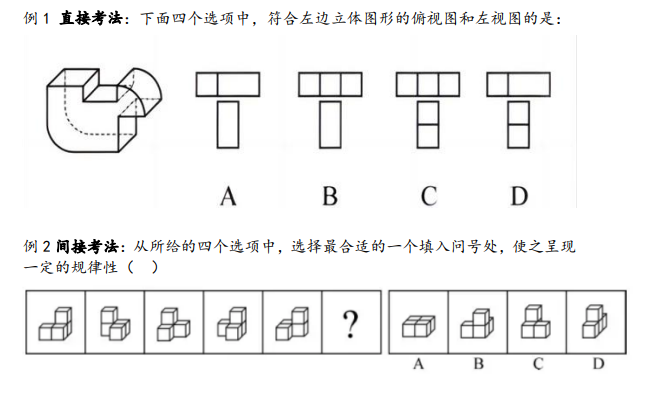 例1 直接考法：下面四个选项中，符合左边立体图形的俯视图和左视图的是：
A B C D
例2 间接考法：从所给的四个选项中，选择最合适的一个填入问号处，使之呈现
一定的规律性（ ）
?
A B C D